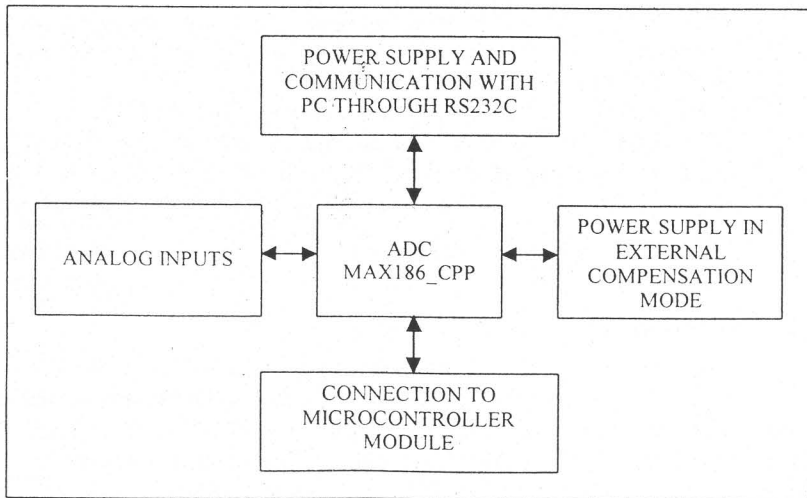 POWER SUPPLY AND
COMMUNICATION WITH
PC THROUGH RS232C
ANALOG INPUTS
ADC
MAX186_CPP
POWER SUPPLY IN
EXTERNAL
COMPENSATION
MODE
CONNECTION TO
MICROCONTROLLER
MODULE